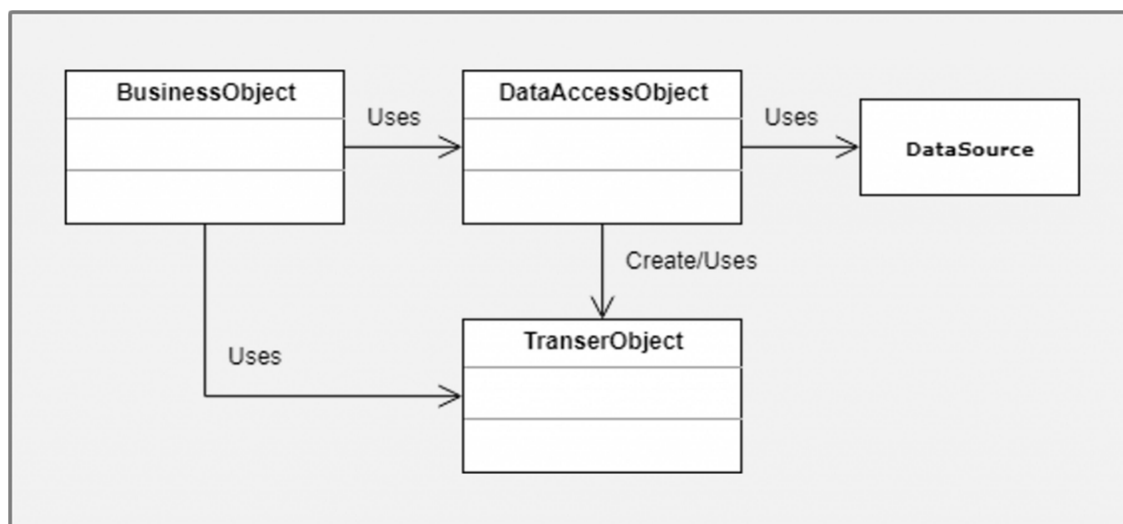 BusinessObject
Uses
DataAccessObject
Uses
DataSource
Create/Uses
TranserObject
Uses